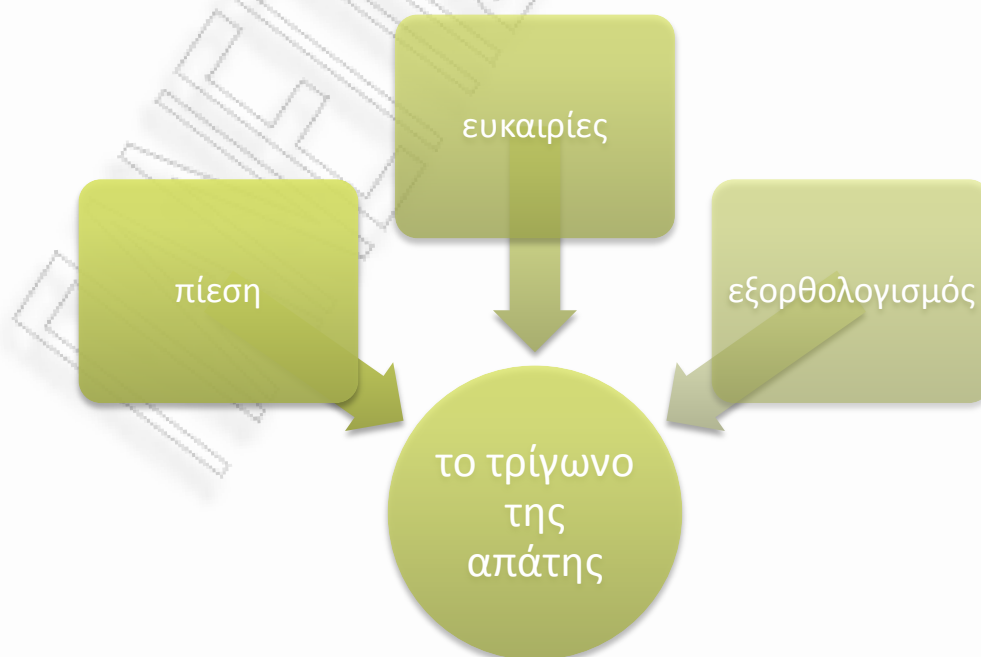 ευκαιρίες
πίεση
εξορθολογισμός
το τρίγωνο
της
απάτης